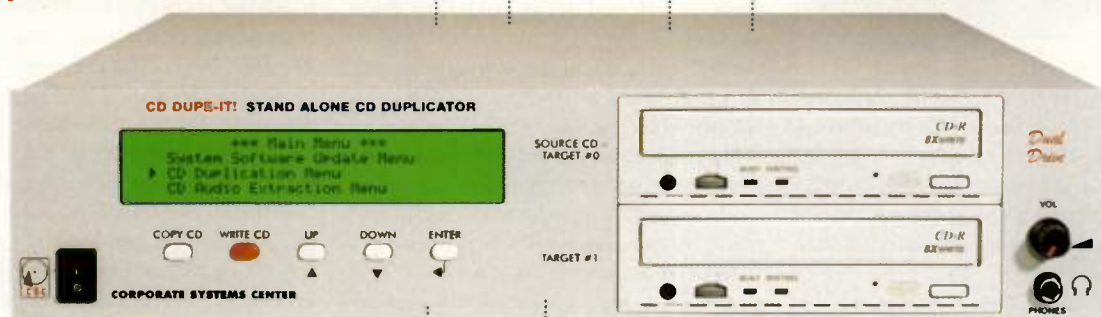 CD DUPE-IT! STAND ALONE CD DUPLICATOR
*** Main Menu ***
System Software Update Menu
CD Duplication Menu
CD Audio Extraction Menu
SOURCE CD -
TARGET #0
CD-R
8X WRITE
Dual
Drive
VOL
COPY CD WRITE CD UP DOWN ENTER
TARGET #1
CD-R
8X WRITE
CORPORATE SYSTEMS CENTER
PHONES